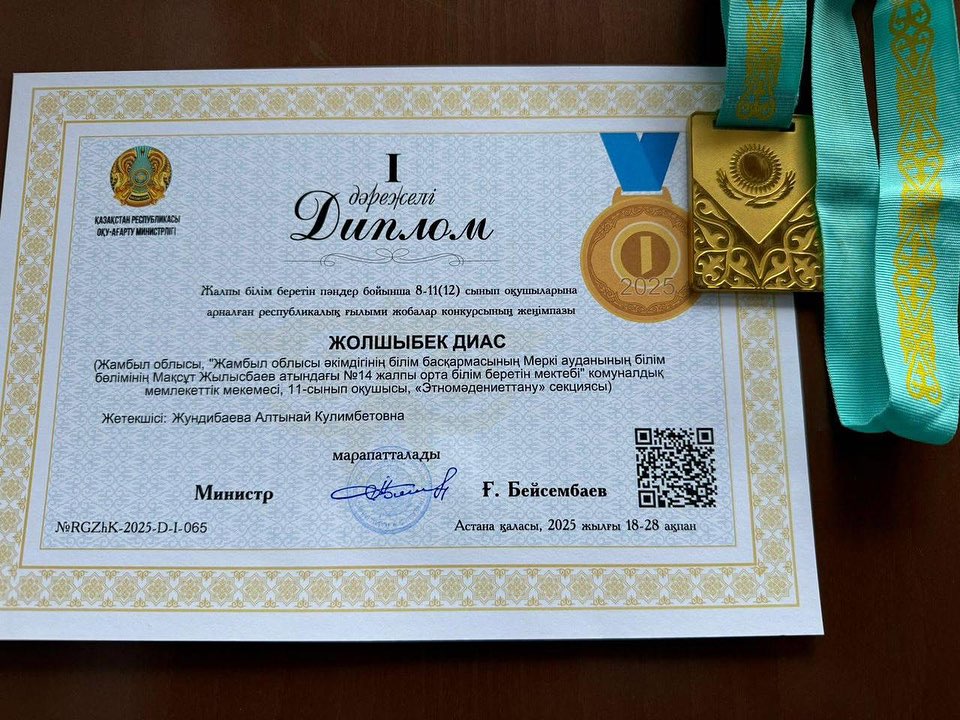 ҚАЗАҚСТАН РЕСПУБЛИКАСЫ
ОҚУ-АҒАРТУ МИНИСТРЛІГІ
I
дәрежелі
Диплом
Жалпы білім беретін пәндер бойынша 8-11(12) сынып оқушыларына
арналған республикалық ғылыми жобалар конкурсының жеңімпазы
ЖОЛШЫБЕК ДИАС
(Жамбыл облысы, "Жамбыл облысы әкімдігінің білім басқармасының Меркі ауданының білім
бөлімінің Мақсұт Жылысбаев атындағы №14 жалпы орта білім беретін мектебі" комуналдық
мемлекеттік мекемесі, 11-сынып оқушысы, «Этномәдениеттану» секциясы)
Жетекшісі: Жундибаева Алтынай Кулимбетовна
марапатталады
Министр
Ғ. Бейсембаев
№RGZhK-2025-D-I-065
Астана қаласы, 2025 жылғы 18-28 ақпан
1
2025